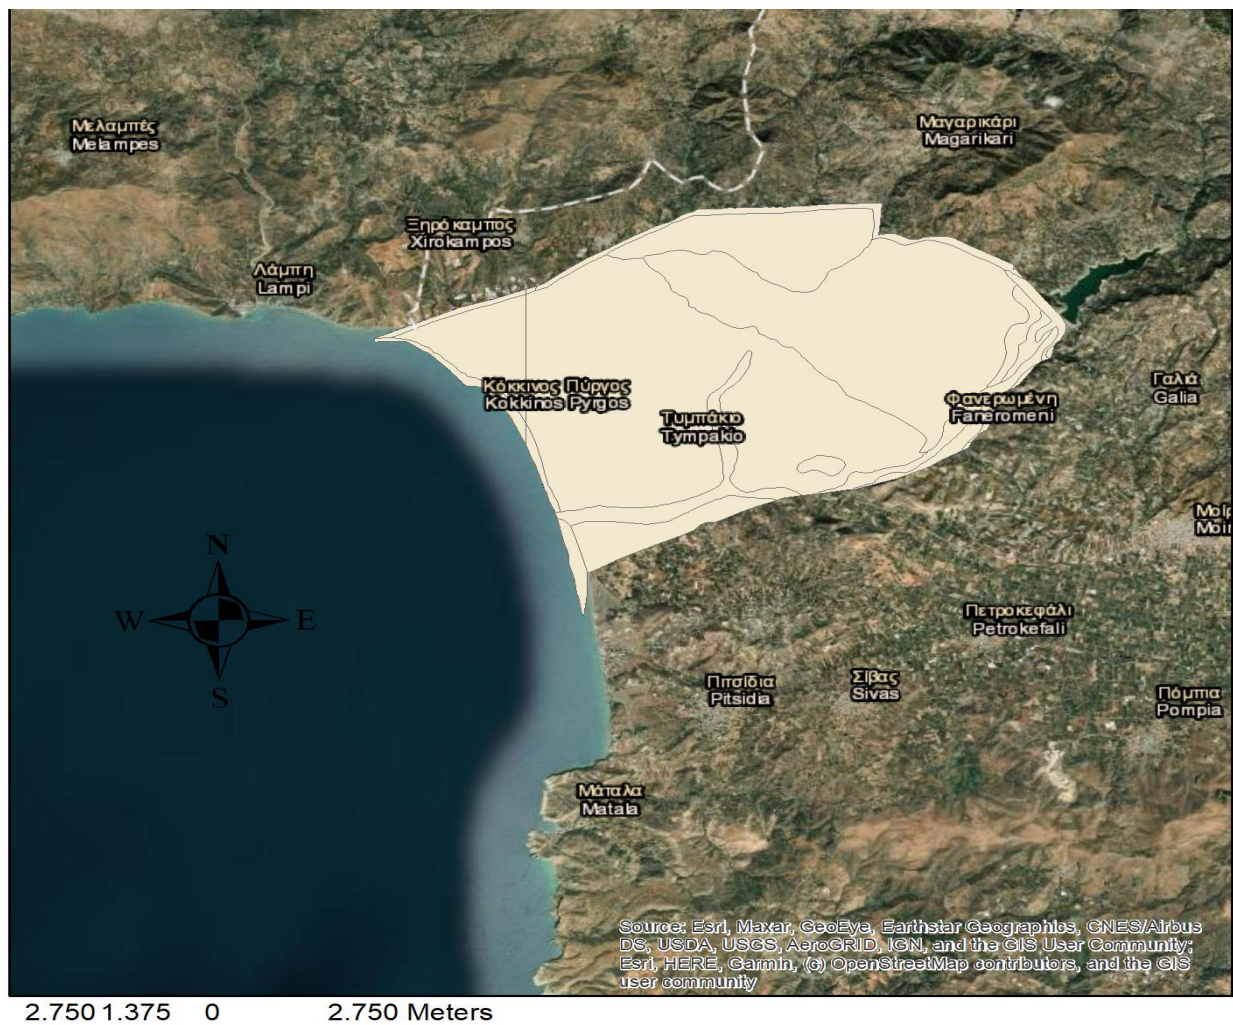 Μελαμπές
Melampes
Μαγαρικάρι
Magarikari
Ξηρόκαμπος
Xirokampos
Λάμπη
Lampi
Κόκκινος Πύργος
Kokkinos Pyrgos
Τυμπάκιο
Tympakio
Φανερωμένη
Faneromeni
Γαλιά
Galia
Μοίρ
Moir
N
W E
S
Πετροκεφάλι
Petrokefali
Πιτσίδια
Pitsidia
Σίβας
Sivas
Πόμπια
Pompia
Μάταλα
Matala
Source: Esri, Maxar, GeoEye, Earthstar Geographics, CNES/Airbus
DS, USDA, USGS, AeroGRID, IGN, and the GIS User Community;
Esri, HERE, Garmin, (c) OpenStreetMap contributors, and the GIS
user community
2.750 1.375 0 2.750 Meters